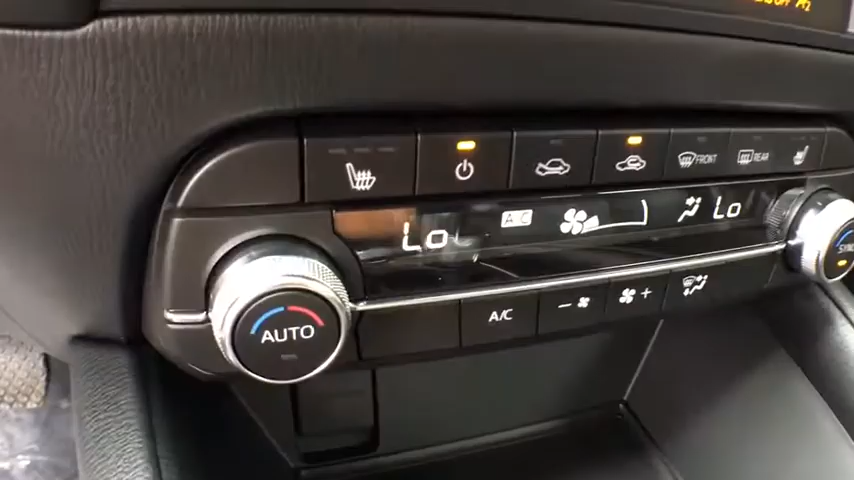 FRONT
REAR
Lo
A/C
Lo
AUTO
A/C
− +
SYNC